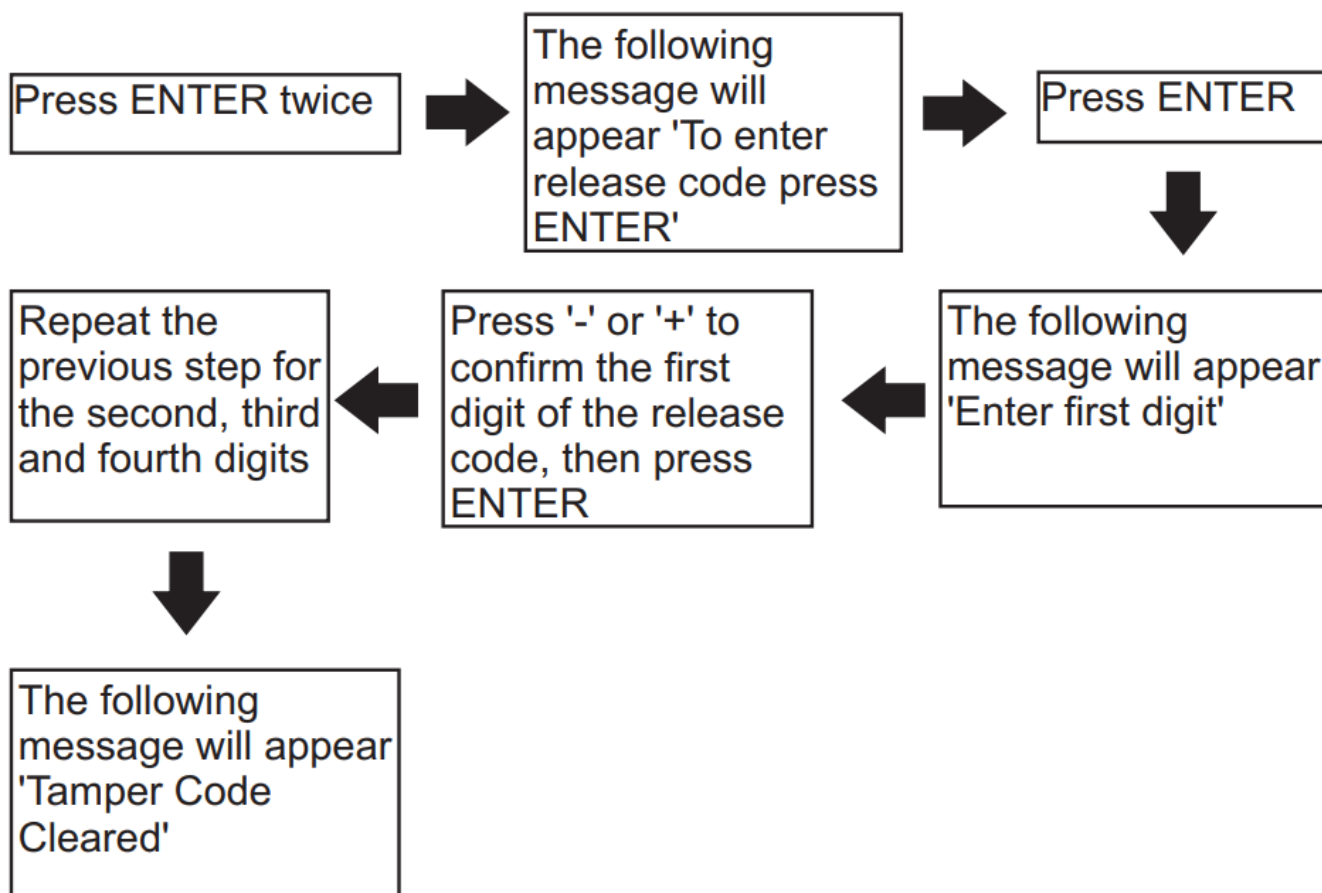 Press ENTER twice
The following
message will
appear 'To enter
release code press
ENTER'
Press ENTER
The following
message will appear
'Enter first digit'
Press '-' or '+' to
confirm the first
digit of the release
code, then press
ENTER
Repeat the
previous step for
the second, third
and fourth digits
The following
message will appear
'Tamper Code
Cleared'